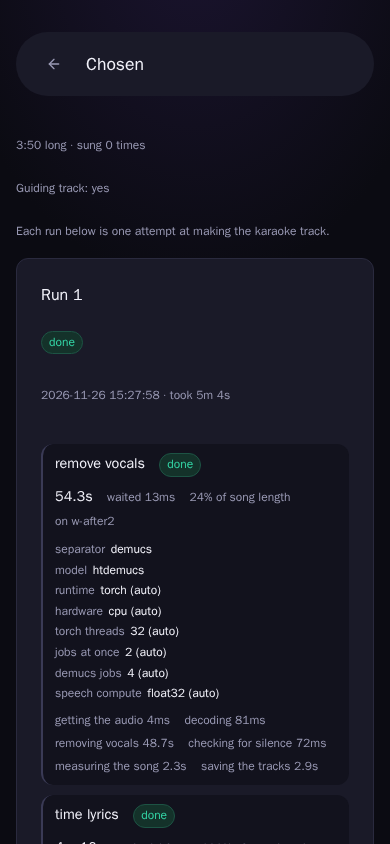 Chosen
3:50 long · sung 0 times
Guiding track: yes
Each run below is one attempt at making the karaoke track.
Run 1
done
2026-11-26 15:27:58 · took 5m 4s
remove vocals done
54.3s waited 13ms 24% of song length
on w-after2
separator demucs
model htdemucs
runtime torch (auto)
hardware cpu (auto)
torch threads 32 (auto)
jobs at once 2 (auto)
demucs jobs 4 (auto)
speech compute float32 (auto)
getting the audio 4ms decoding 81ms
removing vocals 48.7s checking for silence 72ms
measuring the song 2.3s saving the tracks 2.9s
time lyrics done